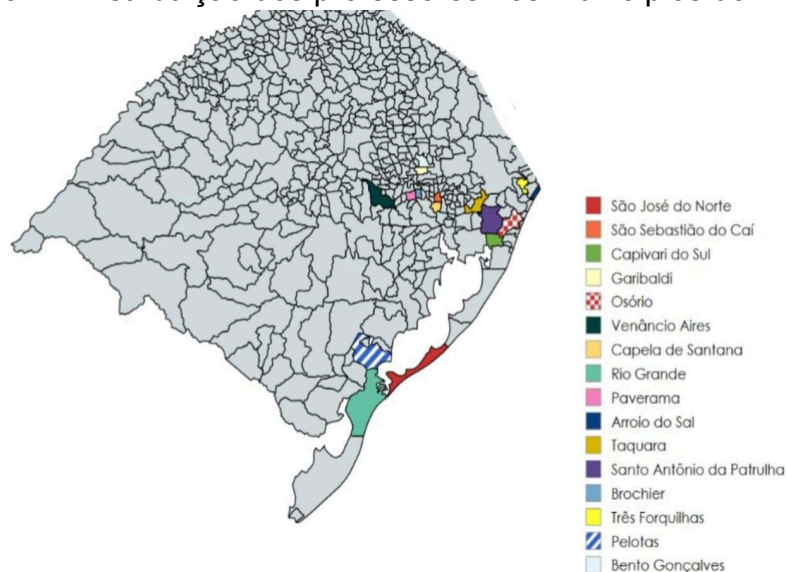 São José do Norte
São Sebastião do Caí
Capivari do Sul
Garibaldi
Osório
Venâncio Aires
Capela de Santana
Rio Grande
Paverama
Arroio do Sal
Taquara
Santo Antônio da Patrulha
Brochier
Três Forquilhas
Pelotas
Bento Gonçalves